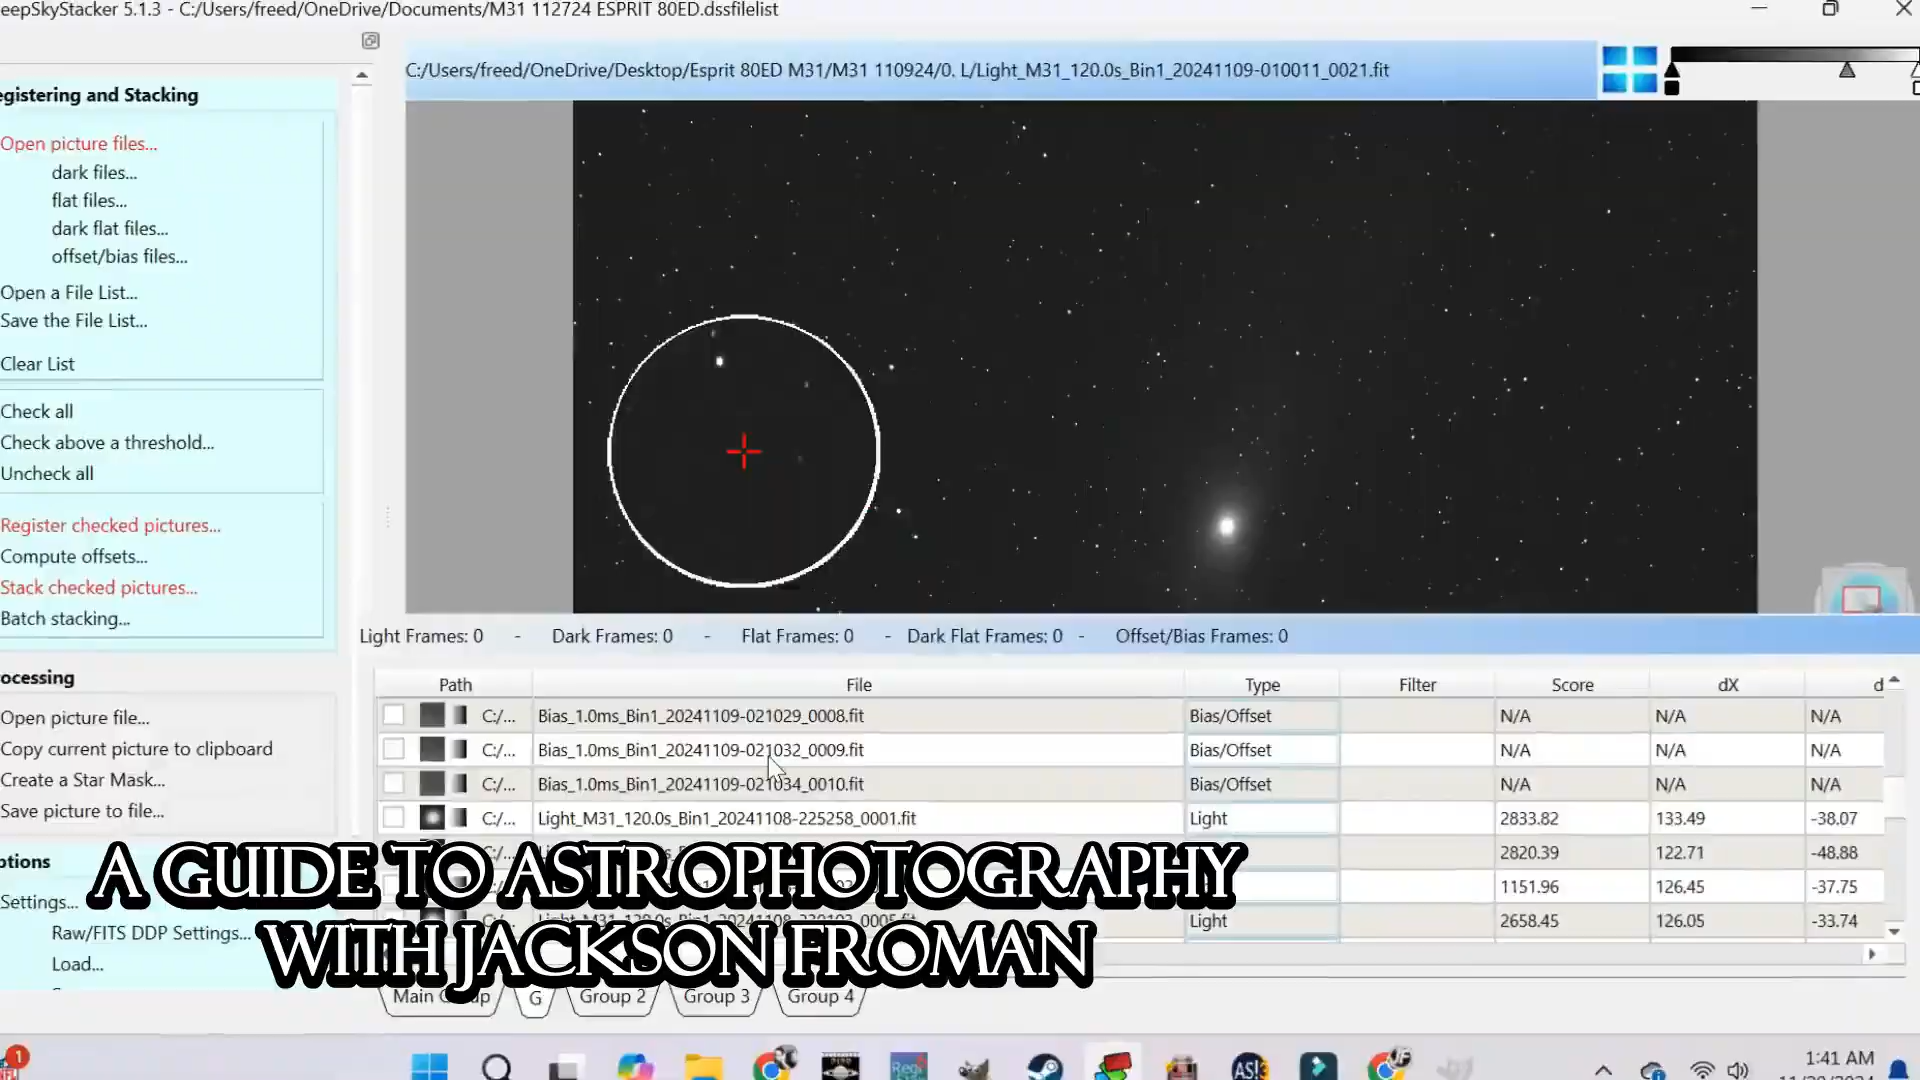 eepSkyStacker 5.1.3 - C:/Users/freed/OneDrive/Documents/M31 112724 ESPRIT 80ED.dssfilelist
C:/Users/freed/OneDrive/Desktop/Esprit 80ED M31/M31 110924/0. L/Light_M31_120.0s_Bin1_20241109-010011_0021.fit
egistering and Stacking
Open picture files...
dark files...
flat files...
dark flat files...
offset/bias files...
Open a File List...
Save the File List...
Clear List
Check all
Check above a threshold...
Uncheck all
Register checked pictures...
Compute offsets...
Stack checked pictures...
Batch stacking...
ocessing
Open picture file...
Copy current picture to clipboard
Create a Star Mask...
Save picture to file...
ptions
Settings...
Raw/FITS DDP Settings...
Load...
Light Frames: 0 - Dark Frames: 0 - Flat Frames: 0 - Dark Flat Frames: 0 - Offset/Bias Frames: 0
Path File Type Filter Score dX d
C:/... Bias_1.0ms_Bin1_20241109-021029_0008.fit Bias/Offset N/A N/A N/A
C:/... Bias_1.0ms_Bin1_20241109-021032_0009.fit Bias/Offset N/A N/A N/A
C:/... Bias_1.0ms_Bin1_20241109-021034_0010.fit Bias/Offset N/A N/A N/A
C:/... Light_M31_120.0s_Bin1_20241108-225258_0001.fit Light 2833.82 133.49 -38.07
2820.39 122.71 -48.88
1151.96 126.45 -37.75
Light 2658.45 126.05 -33.74
A GUIDE TO ASTROPHOTOGRAPHY
WITH JACKSON FROMAN
Main Group G Group 2 Group 3 Group 4
1
AS!
JF
1:41 AM